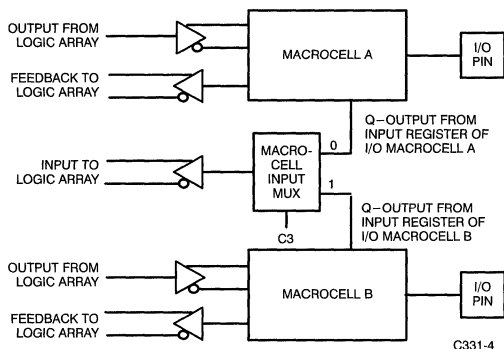 OUTPUT FROM
LOGIC ARRAY
MACROCELL A
I/O
PIN
FEEDBACK TO
LOGIC ARRAY
Q–OUTPUT FROM
INPUT REGISTER OF
I/O MACROCELL A
0
INPUT TO
LOGIC ARRAY
MACRO-
CELL
INPUT
MUX
1
C3
Q–OUTPUT FROM
INPUT REGISTER OF
I/O MACROCELL B
OUTPUT FROM
LOGIC ARRAY
MACROCELL B
I/O
PIN
FEEDBACK TO
LOGIC ARRAY
C331-4